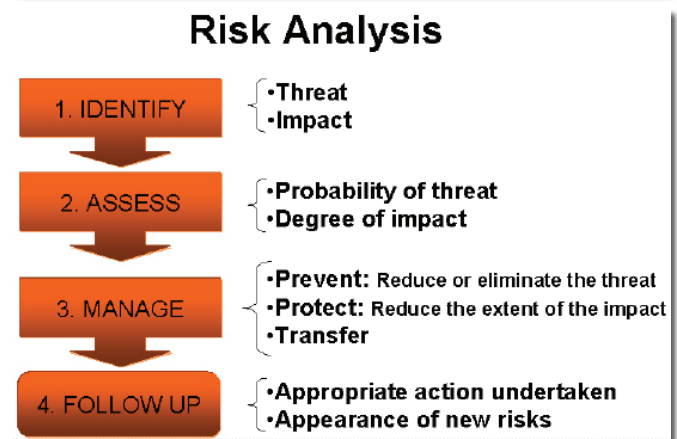 Risk Analysis
1. IDENTIFY
•Threat
•Impact
2. ASSESS
•Probability of threat
•Degree of impact
3. MANAGE
•Prevent: Reduce or eliminate the threat
•Protect: Reduce the extent of the impact
•Transfer
4. FOLLOW UP
•Appropriate action undertaken
•Appearance of new risks